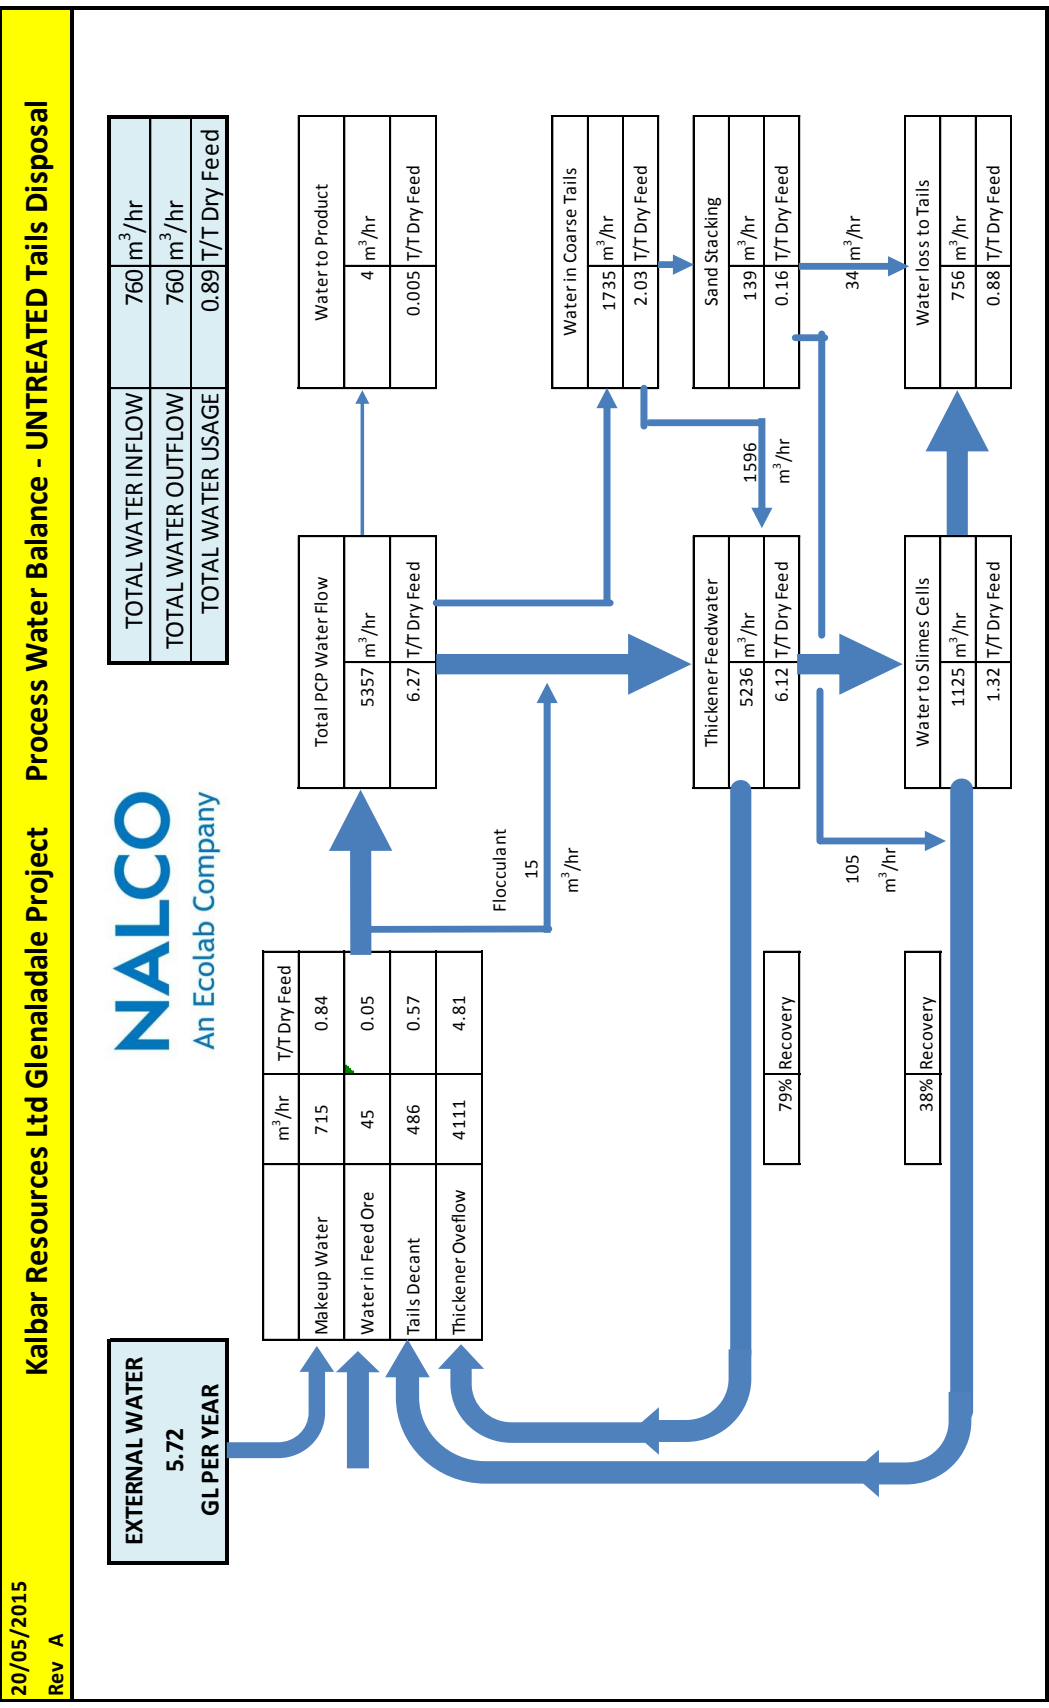 20/05/2015
Rev A
Kalbar Resources Ltd Glenaladale Project Process Water Balance - UNTREATED Tails Disposal
EXTERNAL WATER
5.72
GL PER YEAR
NALCO
An Ecolab Company
TOTAL WATER INFLOW 760 m³/hr
TOTAL WATER OUTFLOW 760 m³/hr
TOTAL WATER USAGE 0.89 T/T Dry Feed
m³/hr T/T Dry Feed
Makeup Water 715 0.84
Water in Feed Ore 45 0.05
Tails Decant 486 0.57
Thickener Oveflow 4111 4.81
Total PCP Water Flow
5357 m³/hr
6.27 T/T Dry Feed
Water to Product
4 m³/hr
0.005 T/T Dry Feed
Flocculant
15
m³/hr
Water in Coarse Tails
1735 m³/hr
2.03 T/T Dry Feed
Thickener Feedwater
5236 m³/hr
6.12 T/T Dry Feed
1596
m³/hr
Sand Stacking
139 m³/hr
0.16 T/T Dry Feed
79% Recovery
105
m³/hr
34 m³/hr
38% Recovery
Water to Slimes Cells
1125 m³/hr
1.32 T/T Dry Feed
Water loss to Tails
756 m³/hr
0.88 T/T Dry Feed